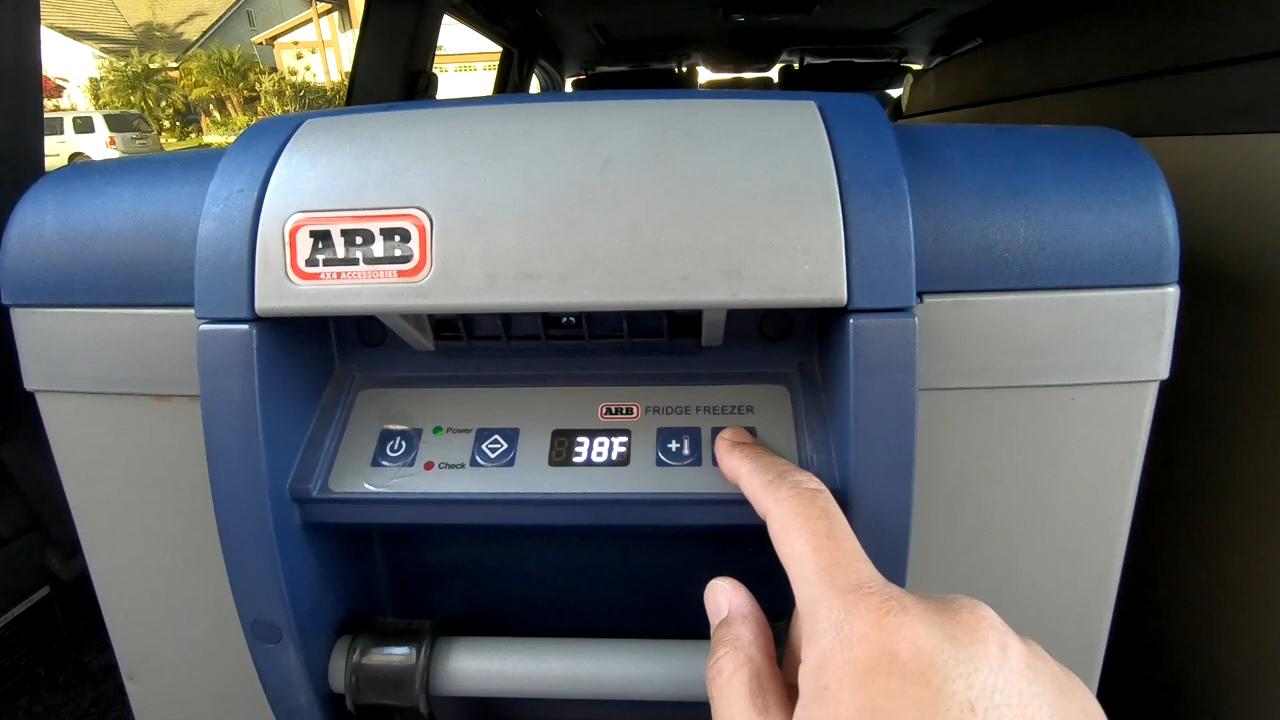 ARB
4X4 ACCESSORIES
ARB FRIDGE FREEZER
Power
Check
38F
+